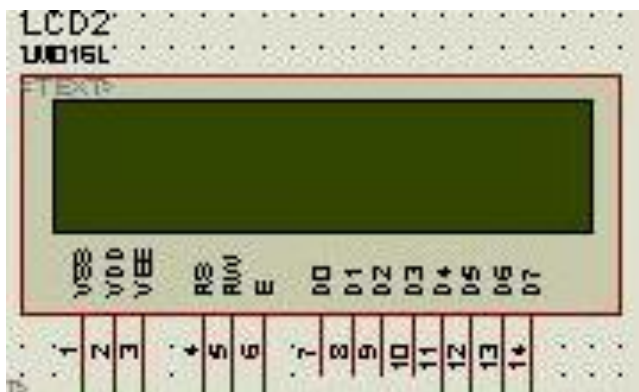 LCD2
LM016L
<TEXT>
VSS VDD VEE RS RW E D0 D1 D2 D3 D4 D5 D6 D7
1 2 3 4 5 6 7 8 9 10 11 12 13 14